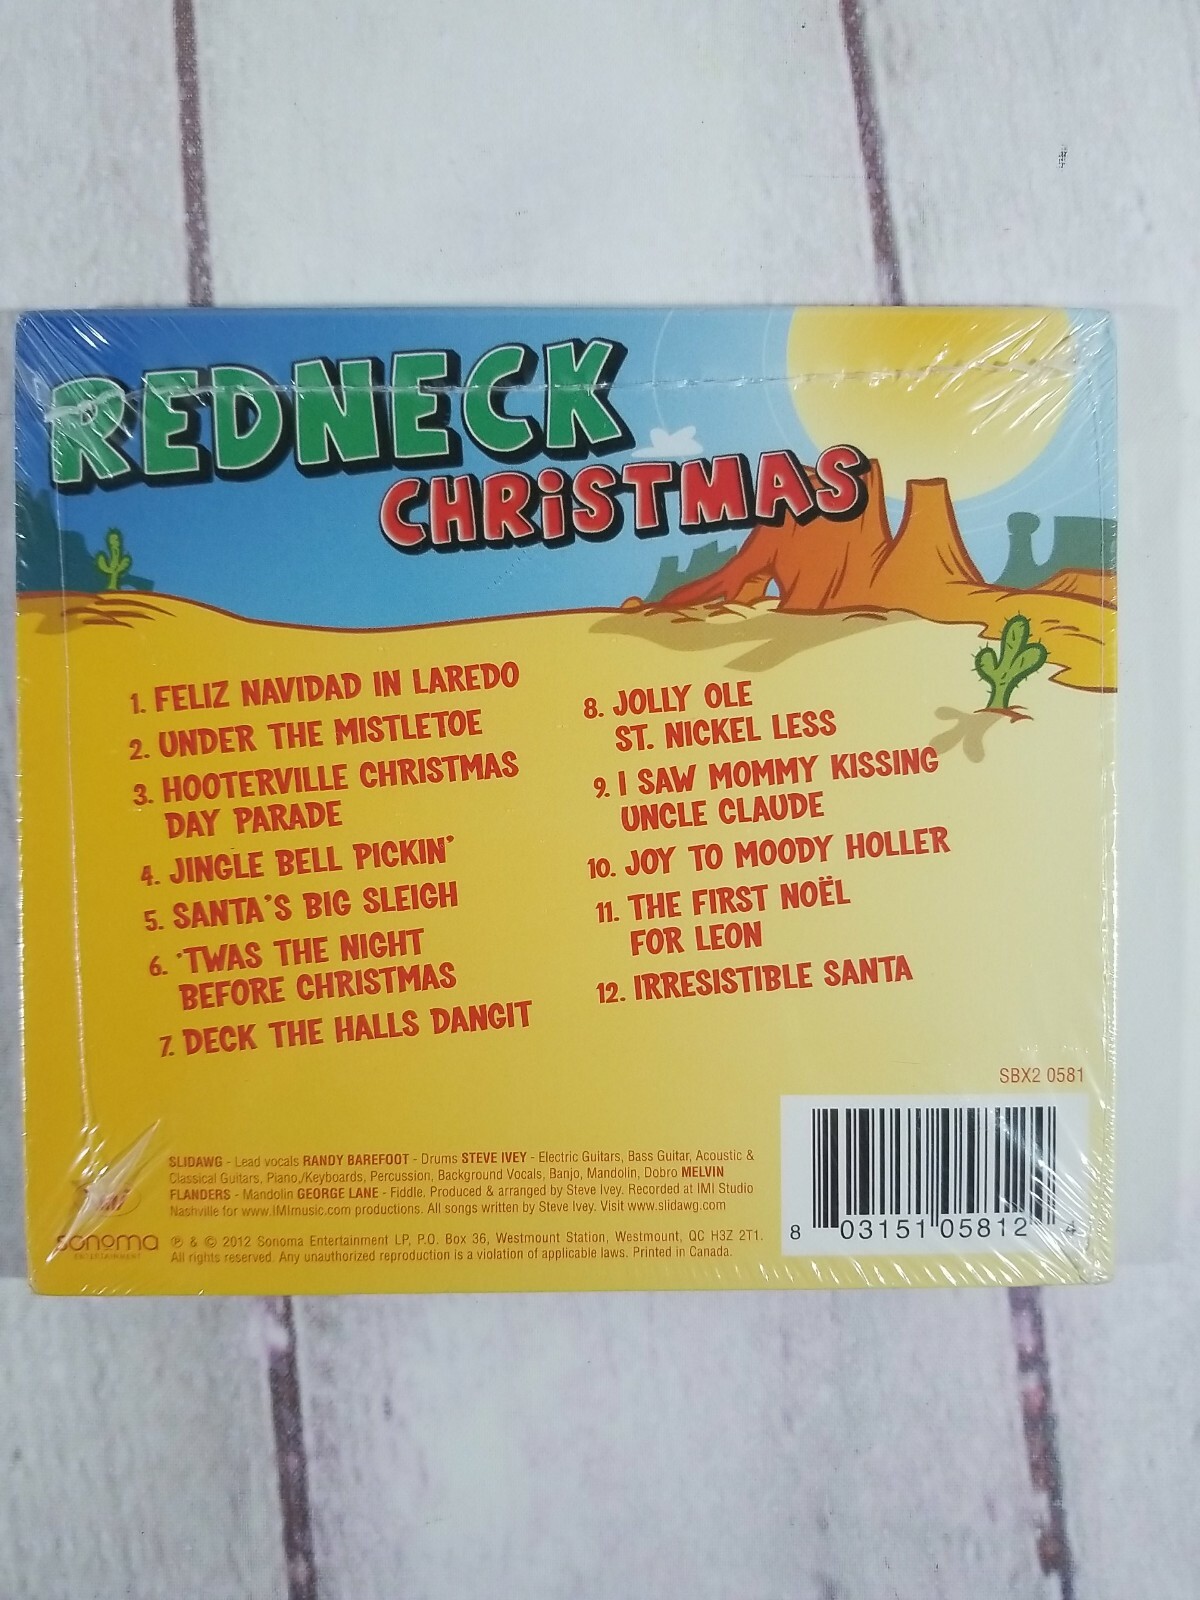 REDNECK
CHRiSTMAS
1. FELIZ NAVIDAD IN LAREDO
2. UNDER THE MISTLETOE
3. HOOTERVILLE CHRISTMAS
DAY PARADE
4. JINGLE BELL PICKIN'
5. SANTA'S BIG SLEIGH
6. 'TWAS THE NIGHT
BEFORE CHRISTMAS
7. DECK THE HALLS DANGIT
8. JOLLY OLE
ST. NICKEL LESS
9. I SAW MOMMY KISSING
UNCLE CLAUDE
10. JOY TO MOODY HOLLER
11. THE FIRST NOËL
FOR LEON
12. IRRESISTIBLE SANTA
SBX2 0581
SLIDAWG - Lead vocals RANDY BAREFOOT - Drums STEVE IVEY - Electric Guitars, Bass Guitar, Acoustic &
Classical Guitars, Piano,/Keyboards, Percussion, Background Vocals, Banjo, Mandolin, Dobro MELVIN
FLANDERS - Mandolin GEORGE LANE - Fiddle. Produced & arranged by Steve Ivey. Recorded at IMI Studio
Nashville for www.IMImusic.com productions. All songs written by Steve Ivey. Visit www.slidawg.com
sonoma
ENTERTAINMENT
℗ & © 2012 Sonoma Entertainment LP, P.O. Box 36, Westmount Station, Westmount, QC H3Z 2T1.
All rights reserved. Any unauthorized reproduction is a violation of applicable laws. Printed in Canada.
8 03151 05812 4